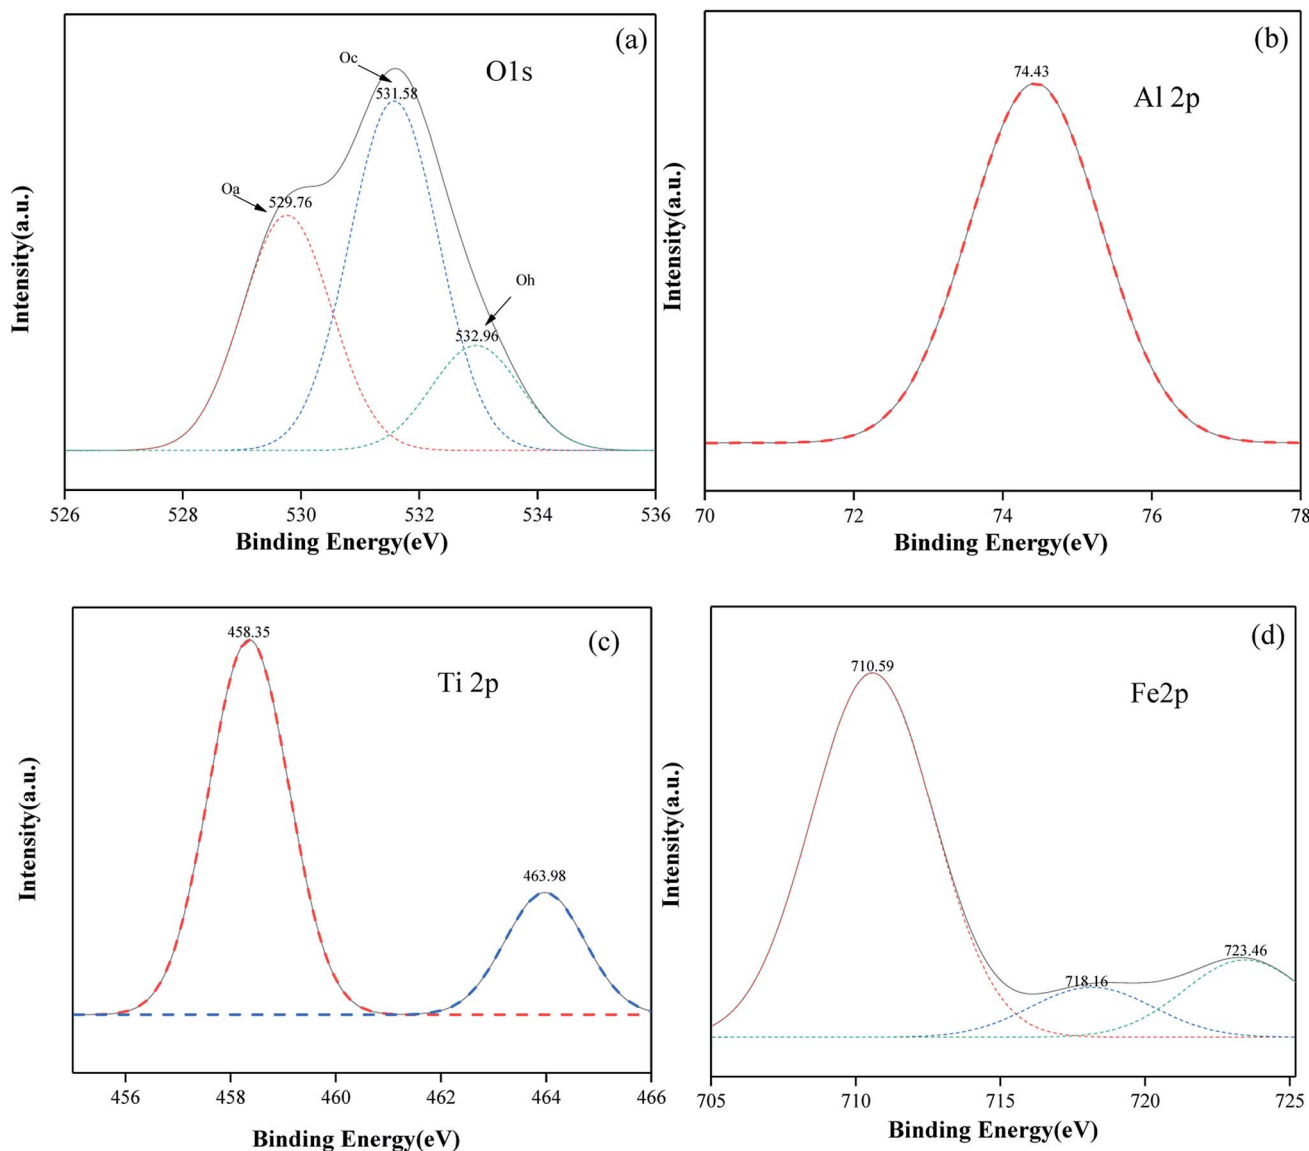 (a)
O1s
Oc
531.58
Oa
529.76
Oh
532.96
Intensity(a.u.)
526 528 530 532 534 536
Binding Energy(eV)
(b)
Al 2p
74.43
Intensity(a.u.)
70 72 74 76 78
Binding Energy(eV)
(c)
Ti 2p
458.35
463.98
Intensity(a.u.)
456 458 460 462 464 466
Binding Energy(eV)
(d)
Fe2p
710.59
718.16
723.46
Intensity(a.u.)
705 710 715 720 725
Binding Energy(eV)